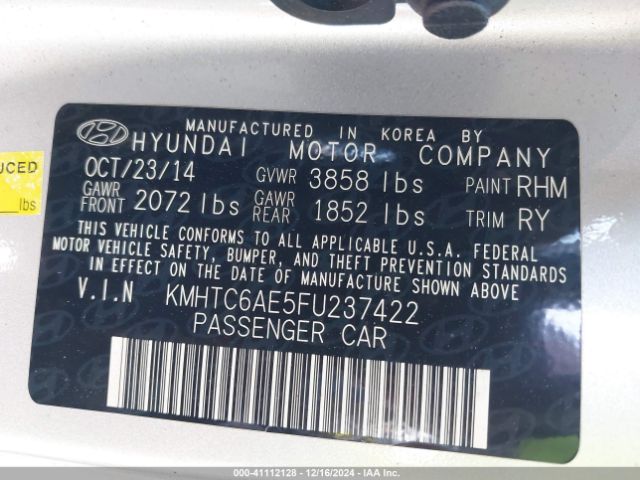 MANUFACTURED IN KOREA BY
HYUNDAI MOTOR COMPANY
OCT/23/14 GVWR 3858 lbs PAINT RHM
GAWR FRONT 2072 lbs GAWR REAR 1852 lbs TRIM RY
THIS VEHICLE CONFORMS TO ALL APPLICABLE U.S.A. FEDERAL
MOTOR VEHICLE SAFETY, BUMPER, AND THEFT PREVENTION STANDARDS
IN EFFECT ON THE DATE OF MANUFACTURE SHOWN ABOVE
V.I.N KMHTC6AE5FU237422
PASSENGER CAR
UCED
lbs
000-41112128 - 12/16/2024 - IAA Inc.